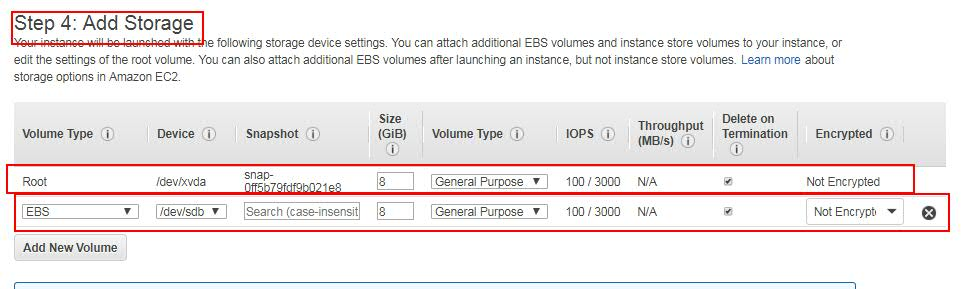 Step 4: Add Storage
Your instance will be launched with the following storage device settings. You can attach additional EBS volumes and instance store volumes to your instance, or
edit the settings of the root volume. You can also attach additional EBS volumes after launching an instance, but not instance store volumes. Learn more about
storage options in Amazon EC2.
Volume Type Device Snapshot Size (GiB) Volume Type IOPS Throughput (MB/s) Delete on Termination Encrypted
Root /dev/xvda snap-0ff5b79fdf9b021e8 8 General Purpose 100 / 3000 N/A Not Encrypted
EBS /dev/sdb Search (case-insensit 8 General Purpose 100 / 3000 N/A Not Encrypt
Add New Volume